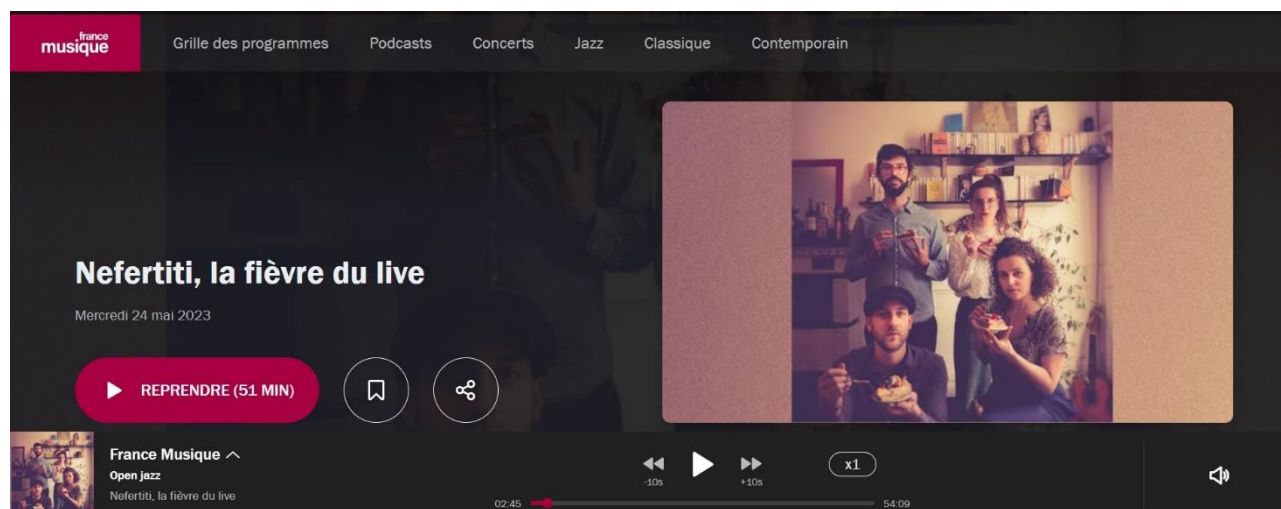 france
musique
Grille des programmes Podcasts Concerts Jazz Classique Contemporain
Nefertiti, la fièvre du live
Mercredi 24 mai 2023
REPRENDRE (51 MIN)
France Musique
Open jazz
Nefertiti, la fièvre du live
-10s +10s x1
02:45 54:09